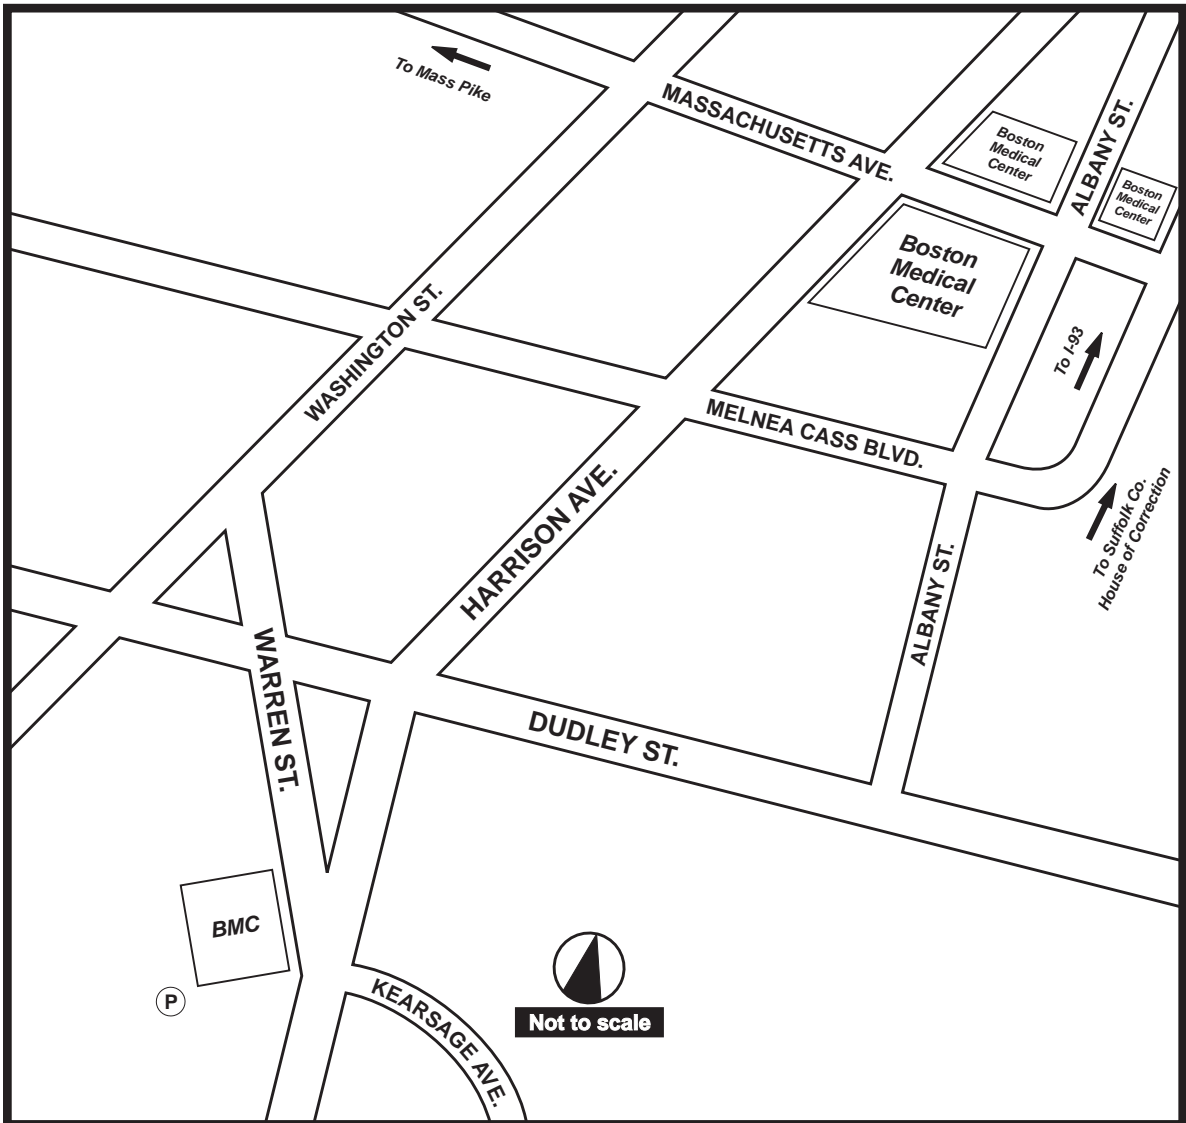 To Mass Pike
MASSACHUSETTS AVE.
Boston
Medical
Center
ALBANY ST.
Boston
Medical
Center
Boston
Medical
Center
WASHINGTON ST.
To I-93
MELNEA CASS BLVD.
HARRISON AVE.
To Suffolk Co.
House of Correction
ALBANY ST.
WARREN ST.
DUDLEY ST.
BMC
P
KEARSAGE AVE.
Not to scale